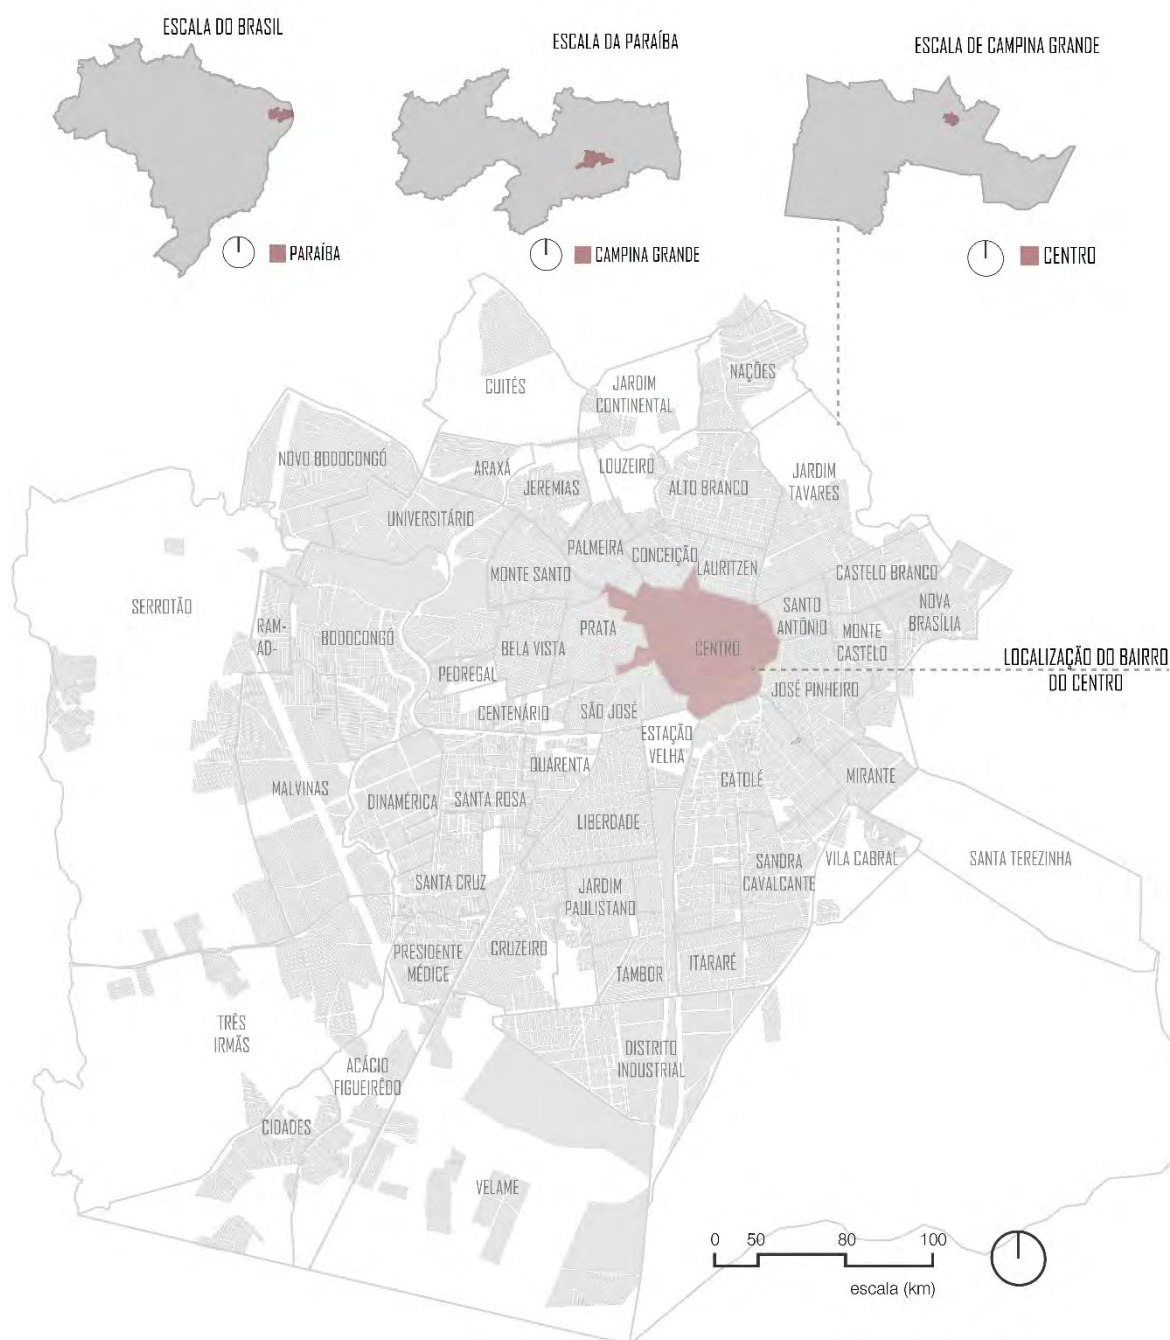 ESCALA DO BRASIL
ESCALA DA PARAÍBA
ESCALA DE CAMPINA GRANDE
PARAÍBA
CAMPINA GRANDE
CENTRO
CUITÉS
JARDIM
CONTINENTAL
NAÇÕES
NOVO BODOCONGÓ
ARAXÁ
JEREMIAS
LOUZEIRO
ALTO BRANCO
JARDIM
TAVARES
UNIVERSITÁRIO
PALMEIRA
CONCEIÇÃO
LAURITZEN
MONTE SANTO
CASTELO BRANCO
SERROTÃO
RAM-
AD-
BODOCONGÓ
PRATA
BELA VISTA
CENTRO
SANTO
ANTÔNIO
MONTE
CASTELO
NOVA
BRASÍLIA
LOCALIZAÇÃO DO BAIRRO
DO CENTRO
PEDREGAL
CENTENÁRIO
SÃO JOSÉ
JOSÉ PINHEIRO
ESTAÇÃO
VELHA
QUARENTA
CATOLÉ
MIRANTE
MALVINAS
DINAMÉRICA
SANTA ROSA
LIBERDADE
SANDRA
CAVALCANTE
VILA CABRAL
SANTA TEREZINHA
SANTA CRUZ
JARDIM
PAULISTANO
PRESIDENTE
MÉDICE
CRUZEIRO
TAMBOR
ITARARÉ
TRÊS
IRMÃS
DISTRITO
INDUSTRIAL
ACÁCIO
FIGUEIRÊDO
CIDADES
VELAME
0 50 80 100
escala (km)